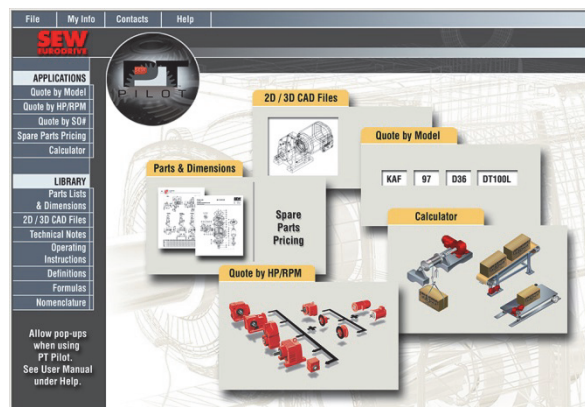 File
My Info
Contacts
Help
SEW
EURODRIVE
PT
PILOT
APPLICATIONS
Quote by Model
Quote by HP/RPM
Quote by SO#
Spare Parts Pricing
Calculator
LIBRARY
Parts Lists
& Dimensions
2D / 3D CAD Files
Technical Notes
Operating
Instructions
Definitions
Formulas
Nomenclature
Allow pop-ups
when using
PT Pilot.
See User Manual
under Help.
2D / 3D CAD Files
Quote by Model
KAF 97 D36 DT100L
Parts & Dimensions
Spare
Parts
Pricing
Calculator
Quote by HP/RPM